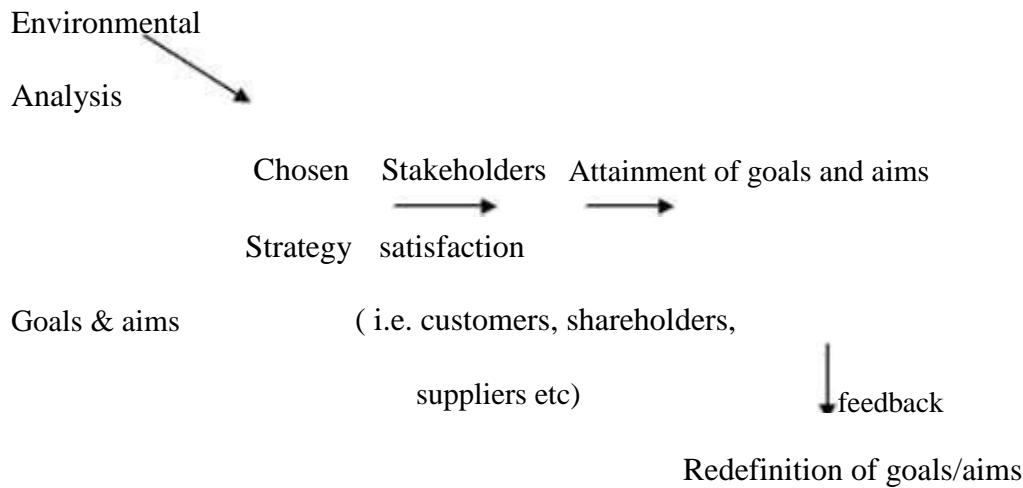 Environmental
Analysis
Chosen Stakeholders Attainment of goals and aims
Strategy satisfaction
Goals & aims ( i.e. customers, shareholders,
suppliers etc)
feedback
Redefinition of goals/aims